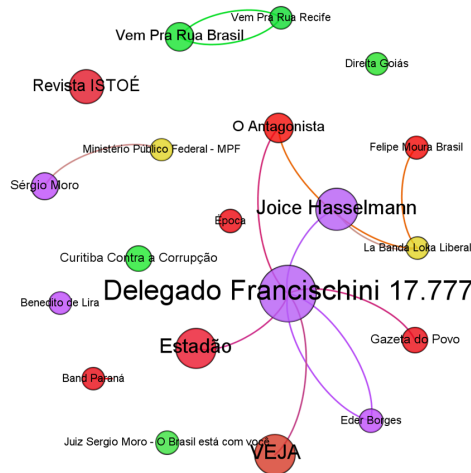 Vem Pra Rua Recife
Vem Pra Rua Brasil
Direita Goiás
Revista ISTOÉ
O Antagonista
Ministério Público Federal - MPF
Felipe Moura Brasil
Sérgio Moro
Joice Hasselmann
Época
La Banda Loka Liberal
Curitiba Contra a Corrupção
Delegado Francischini 17.777
Benedito de Lira
Estadão
Gazeta do Povo
Band Paraná
Eder Borges
Juiz Sergio Moro - O Brasil está com você
VEJA